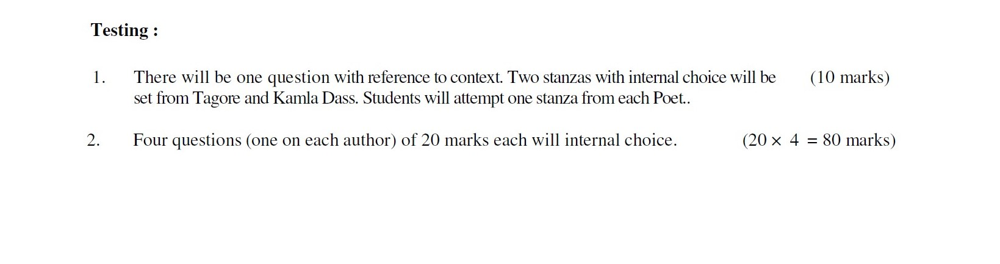 Testing :
1. There will be one question with reference to context. Two stanzas with internal choice will be (10 marks)
set from Tagore and Kamla Dass. Students will attempt one stanza from each Poet..
2. Four questions (one on each author) of 20 marks each will internal choice. (20 × 4 = 80 marks)